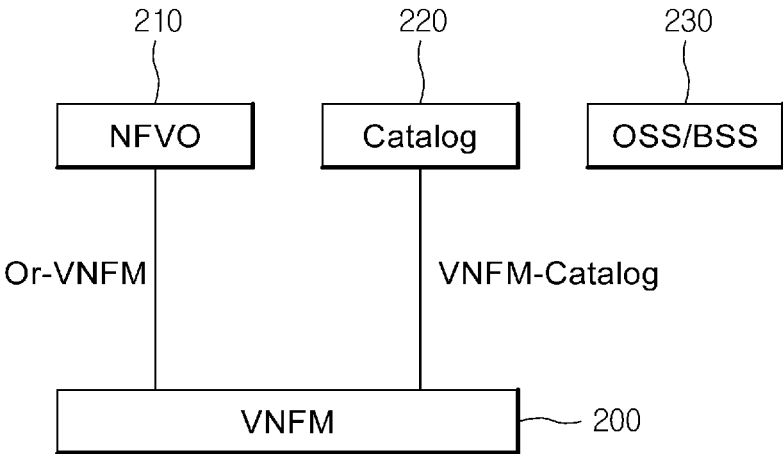 210 220 230
NFVO Catalog OSS/BSS
Or-VNFM VNFM-Catalog
VNFM 200